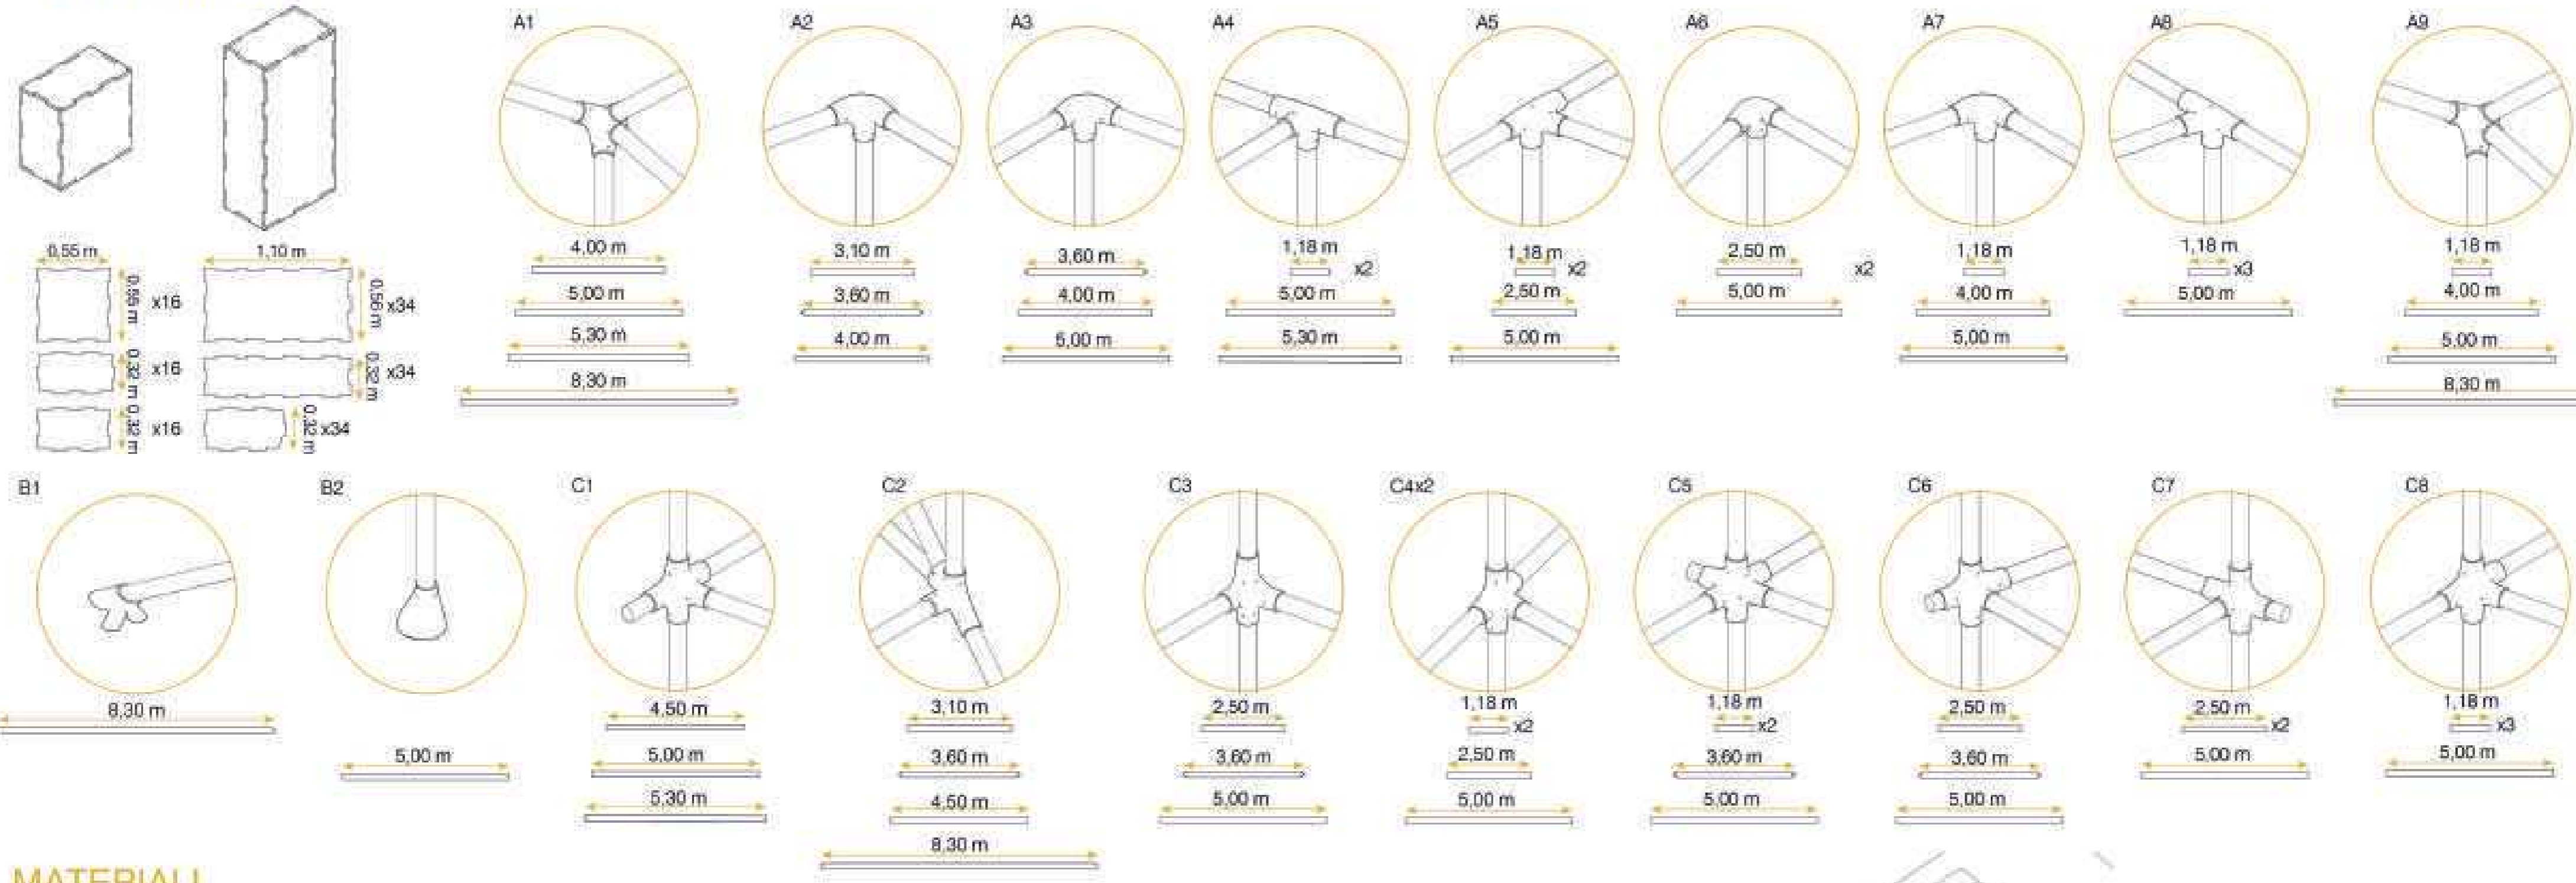 A1
A2
A3
A4
A5
A6
A7
A8
A9
0,55 m
1,10 m
0,55 m
x16
0,56 m
x34
0,32 m
x16
0,32 m
x34
0,32 m
x16
0,32 m
x34
4,00 m
5,00 m
5,30 m
8,30 m
3,10 m
3,60 m
4,00 m
3,60 m
4,00 m
5,00 m
1,18 m
x2
5,00 m
5,30 m
1,18 m
x2
2,50 m
5,00 m
2,50 m
x2
5,00 m
1,18 m
4,00 m
5,00 m
1,18 m
x3
5,00 m
1,18 m
4,00 m
5,00 m
8,30 m
B1
B2
C1
C2
C3
C4x2
C5
C6
C7
C8
8,30 m
5,00 m
4,50 m
5,00 m
5,30 m
3,10 m
3,60 m
4,50 m
8,30 m
2,50 m
3,60 m
5,00 m
1,18 m
x2
2,50 m
5,00 m
1,18 m
x2
3,60 m
5,00 m
2,50 m
3,60 m
5,00 m
2,50 m
x2
5,00 m
1,18 m
x3
5,00 m
MATERIALI